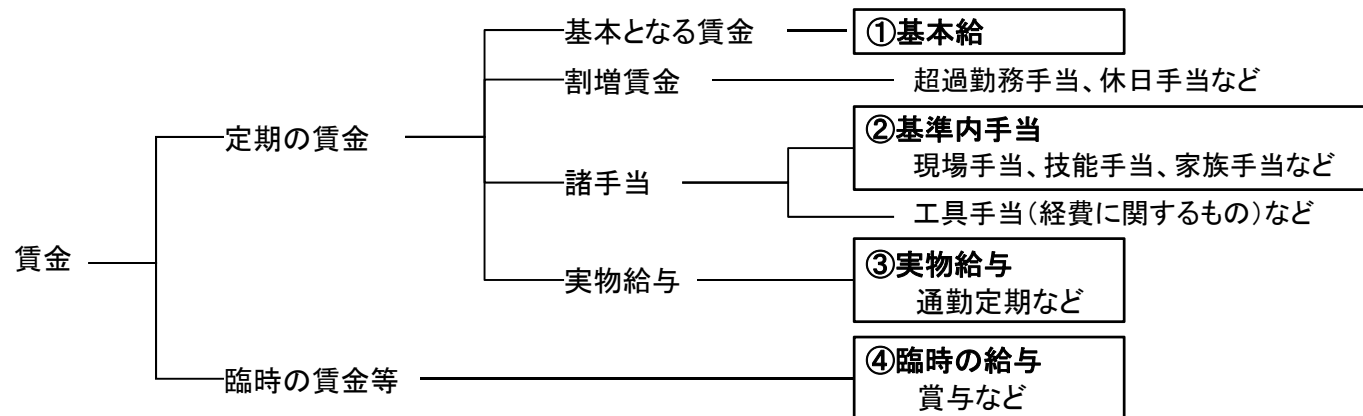 基本となる賃金
①基本給
割増賃金
超過勤務手当、休日手当など
定期の賃金
②基準内手当
現場手当、技能手当、家族手当など
諸手当
工具手当(経費に関するもの)など
賃金
③実物給与
実物給与
通勤定期など
④臨時の給与
臨時の賃金等
賞与など